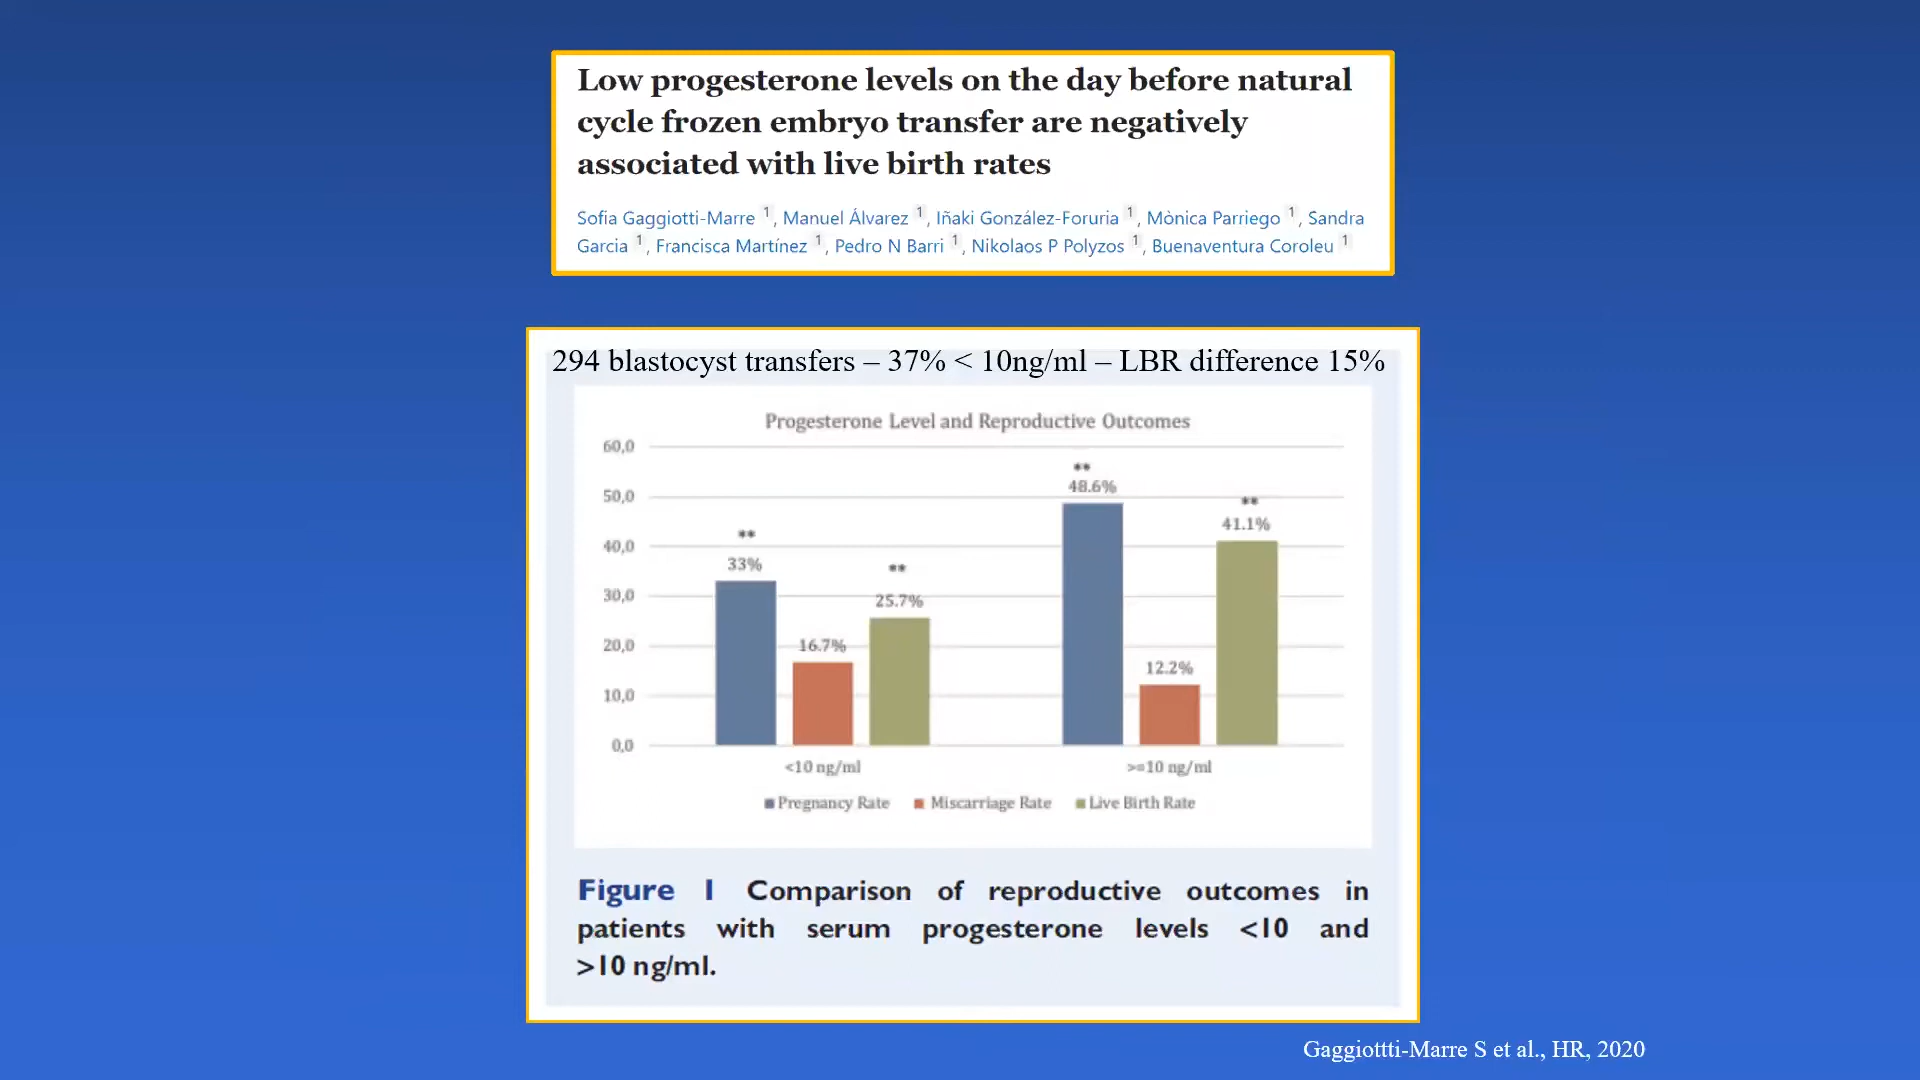 Low progesterone levels on the day before natural
cycle frozen embryo transfer are negatively
associated with live birth rates
Sofia Gaggiotti-Marre 1, Manuel Álvarez 1, Iñaki González-Foruria 1, Mònica Parriego 1, Sandra
Garcia 1, Francisca Martínez 1, Pedro N Barri 1, Nikolaos P Polyzos 1, Buenaventura Coroleu 1
294 blastocyst transfers – 37% < 10ng/ml – LBR difference 15%
Progesterone Level and Reproductive Outcomes
60,0
50,0
40,0
30,0
20,0
10,0
0,0
**
33%
16.7%
**
25.7%
**
48.6%
12.2%
**
41.1%
<10 ng/ml
>=10 ng/ml
Pregnancy Rate Miscarriage Rate Live Birth Rate
Figure 1 Comparison of reproductive outcomes in
patients with serum progesterone levels <10 and
>10 ng/ml.
Gaggiottti-Marre S et al., HR, 2020